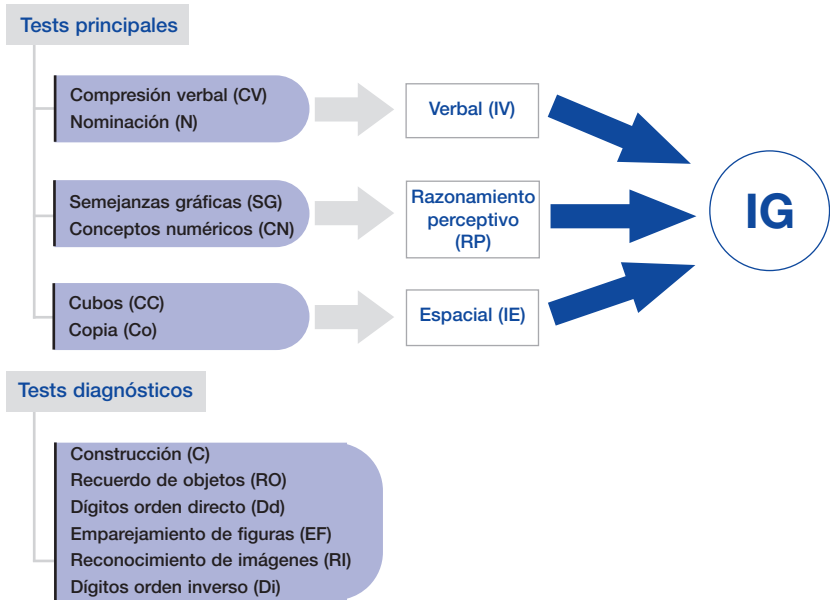 Tests principales
Compresión verbal (CV)
Nominación (N)
Verbal (IV)
Semejanzas gráficas (SG)
Conceptos numéricos (CN)
Razonamiento
perceptivo
(RP)
IG
Cubos (CC)
Copia (Co)
Espacial (IE)
Tests diagnósticos
Construcción (C)
Recuerdo de objetos (RO)
Dígitos orden directo (Dd)
Emparejamiento de figuras (EF)
Reconocimiento de imágenes (RI)
Dígitos orden inverso (Di)